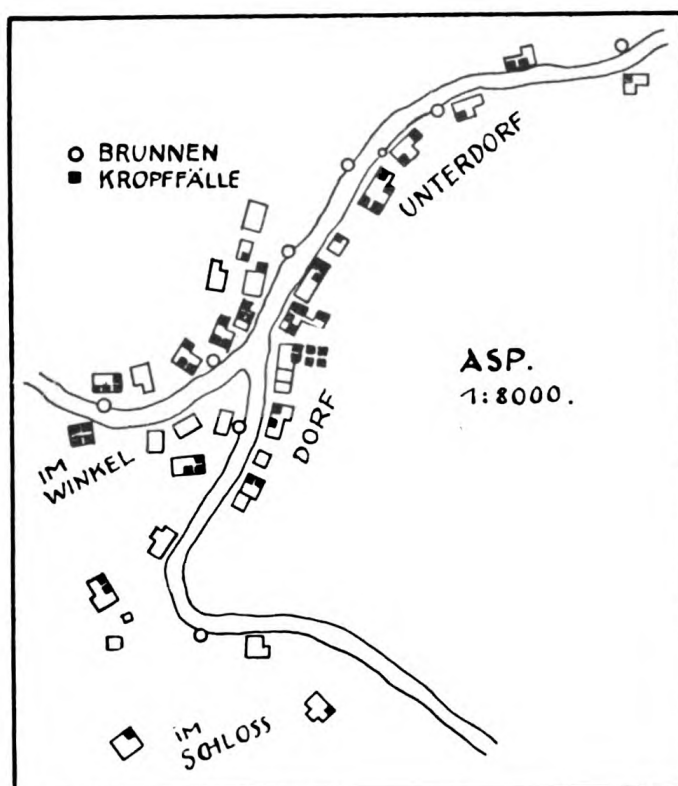 BRUNNEN
KROPFFÄLLE
UNTERDORF
ASP.
1:8000.
DORF
IM
WINKEL
IM
SCHLOSS